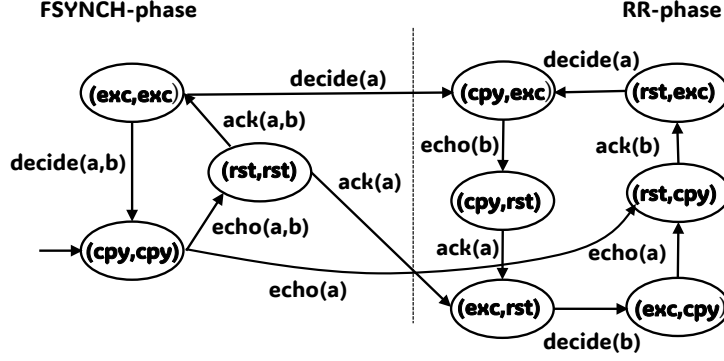 FSYNCH-phase
RR-phase
decide(a)
(exc,exc)
decide(a)
(cpy,exc)
(rst,exc)
ack(a,b)
echo(b)
ack(b)
decide(a,b)
(rst,rst)
ack(a)
(cpy,rst)
(rst,cpy)
echo(a,b)
(cpy,cpy)
ack(a)
echo(a)
echo(a)
(exc,rst)
(exc,cpy)
decide(b)